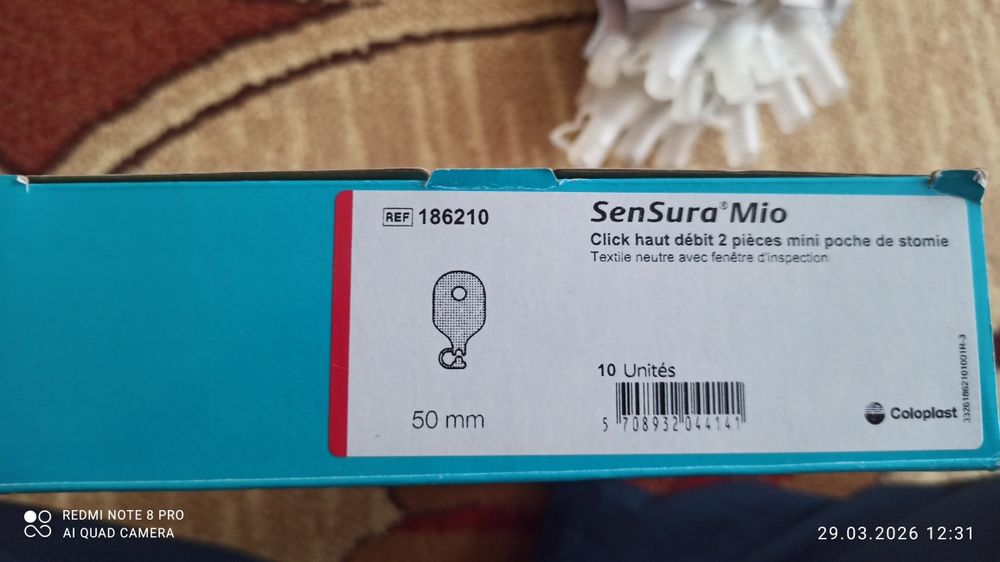 REF 186210
SenSura® Mio
Click haut débit 2 pièces mini poche de stomie
Textile neutre avec fenêtre d'inspection
50 mm
10 Unités
5 708932 044141
Coloplast
33261862101001R-3
REDMI NOTE 8 PRO
AI QUAD CAMERA
29.03.2026 12:31